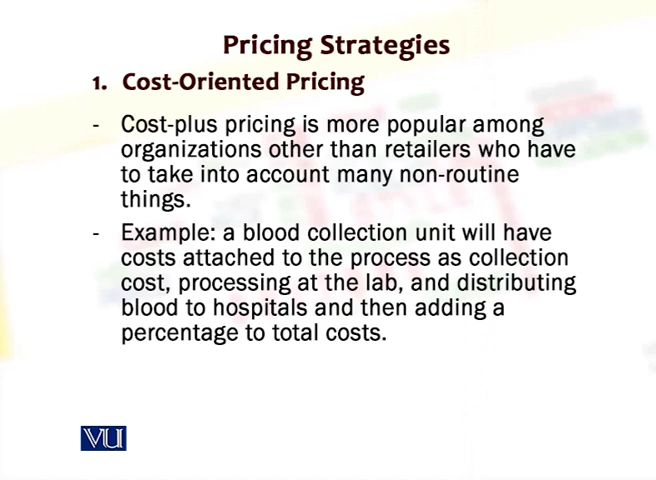 Pricing Strategies
1. Cost-Oriented Pricing
- Cost-plus pricing is more popular among
organizations other than retailers who have
to take into account many non-routine
things.
- Example: a blood collection unit will have
costs attached to the process as collection
cost, processing at the lab, and distributing
blood to hospitals and then adding a
percentage to total costs.
VU